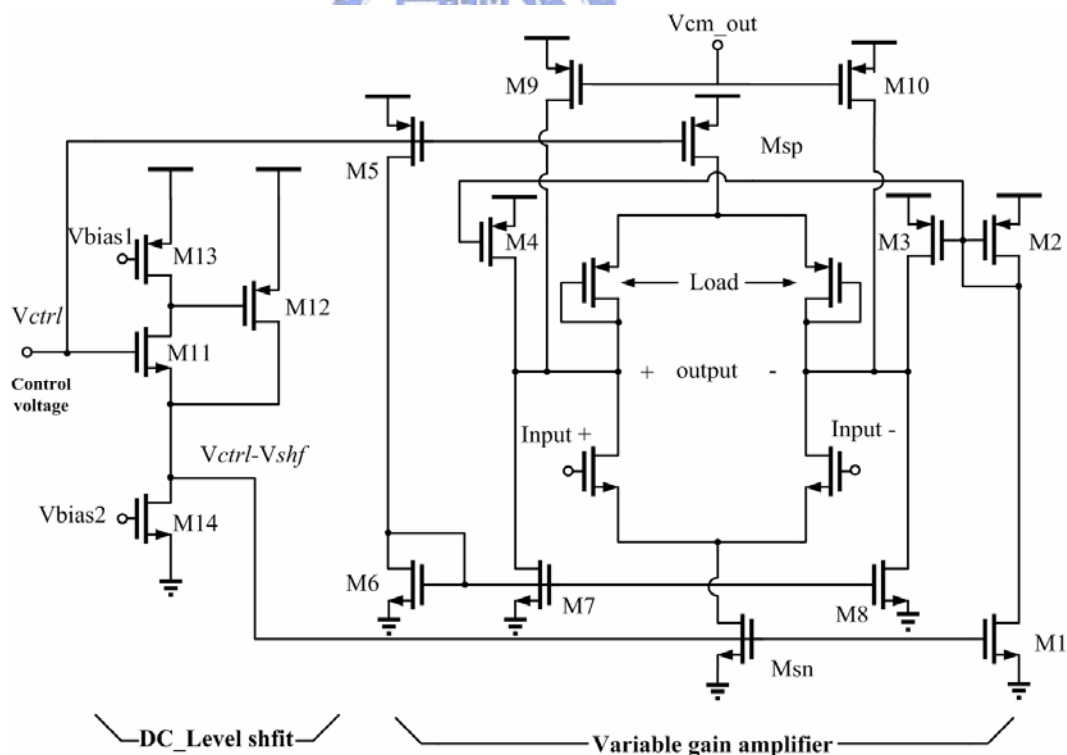 Vcm_out
M9
M10
M5
Msp
Vbias1
M13
M4
M3
M2
M12
Load
Vctrl
M11
Control
voltage
+ output -
Input +
Input -
Vctrl-Vshf
Vbias2
M14
M6
M7
M8
M1
Msn
DC_Level shfit
Variable gain amplifier